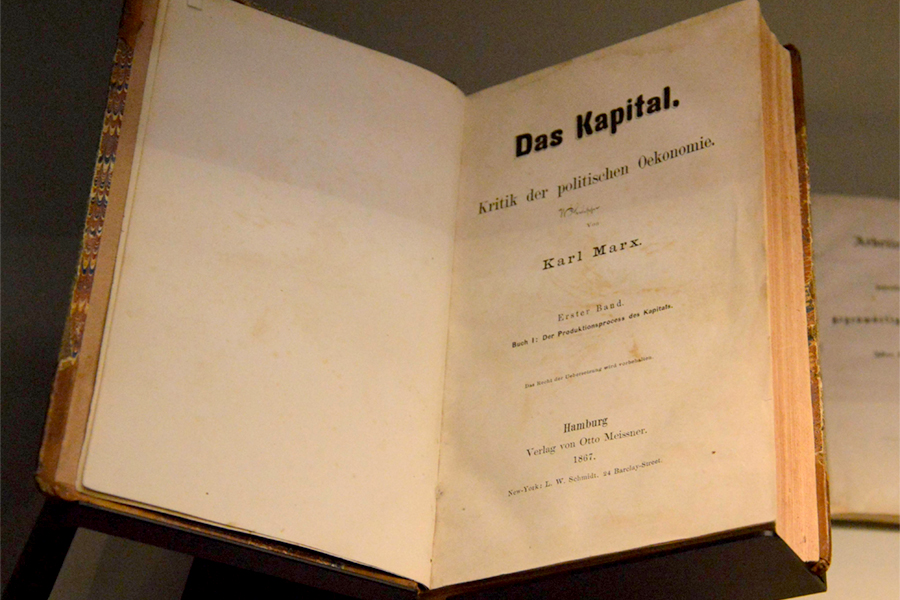 Das Kapital.
Kritik der politischen Oekonomie.
Von
Karl Marx.
Erster Band.
Buch I: Der Produktionsprocess des Kapitals.
Das Recht der Uebersetzung wird vorbehalten.
Hamburg
Verlag von Otto Meissner.
1867.
New-York: L. W. Schmidt. 24 Barclay-Street.